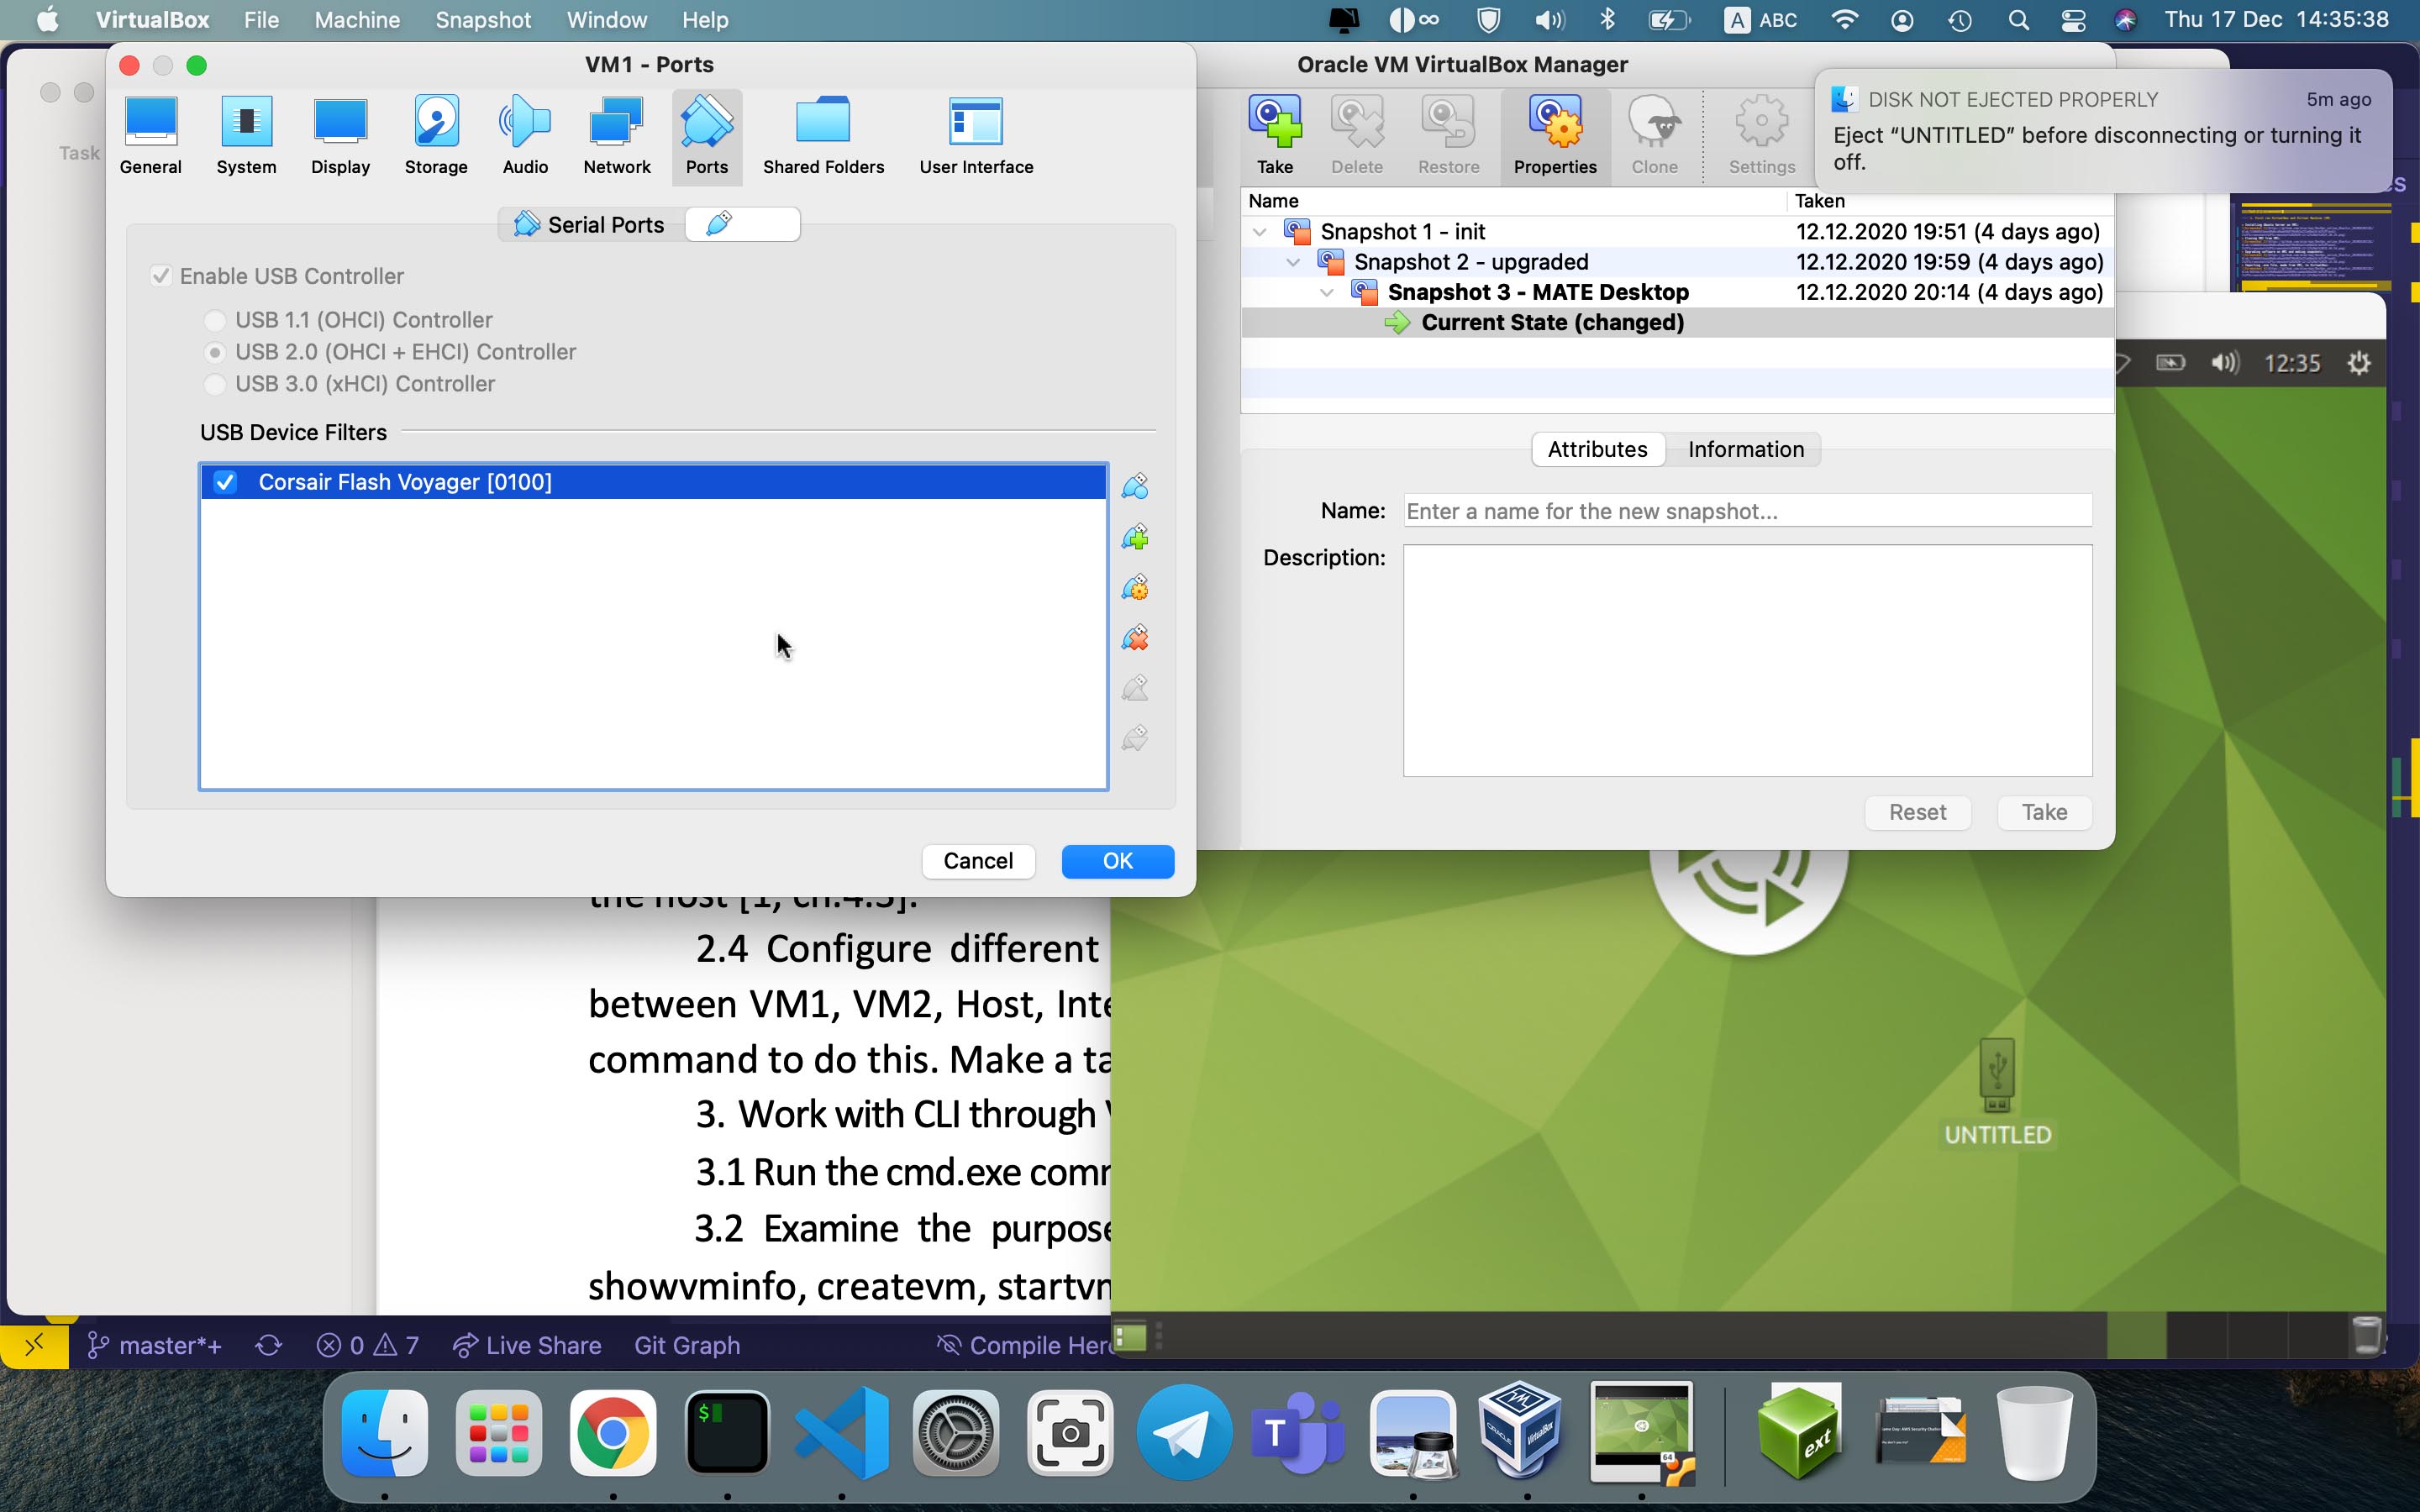 VirtualBox File Machine Snapshot Window Help
A ABC Thu 17 Dec 14:35:38
VM1 - Ports
General System Display Storage Audio Network Ports Shared Folders User Interface
Serial Ports
Enable USB Controller
USB 1.1 (OHCI) Controller
USB 2.0 (OHCI + EHCI) Controller
USB 3.0 (xHCI) Controller
USB Device Filters
Corsair Flash Voyager [0100]
Cancel OK
Task
Oracle VM VirtualBox Manager
Take Delete Restore Properties Clone Settings
DISK NOT EJECTED PROPERLY 5m ago
Eject “UNTITLED” before disconnecting or turning it
off.
Name Taken
Snapshot 1 - init 12.12.2020 19:51 (4 days ago)
Snapshot 2 - upgraded 12.12.2020 19:59 (4 days ago)
Snapshot 3 - MATE Desktop 12.12.2020 20:14 (4 days ago)
Current State (changed)
Attributes Information
Name: Enter a name for the new snapshot...
Description:
Reset Take
12:35
UNTITLED
the host [1, ch.4.3].
2.4 Configure different
between VM1, VM2, Host, Inte
command to do this. Make a ta
3. Work with CLI through V
3.1 Run the cmd.exe comm
3.2 Examine the purpose
showvminfo, createvm, startvm
master*+ 0 7 Live Share Git Graph Compile Hero
$
T
ORACLE
VirtualBox
64
ext